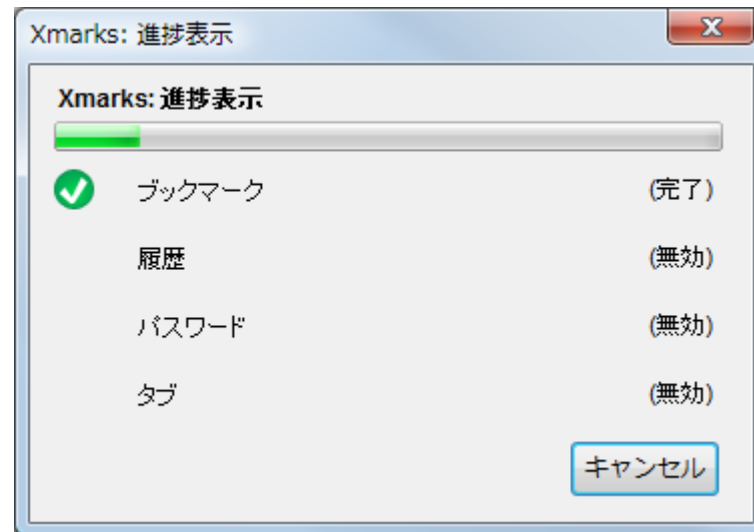 Xmarks: 進捗表示
Xmarks: 進捗表示
ブックマーク (完了)
履歴 (無効)
パスワード (無効)
タブ (無効)
キャンセル